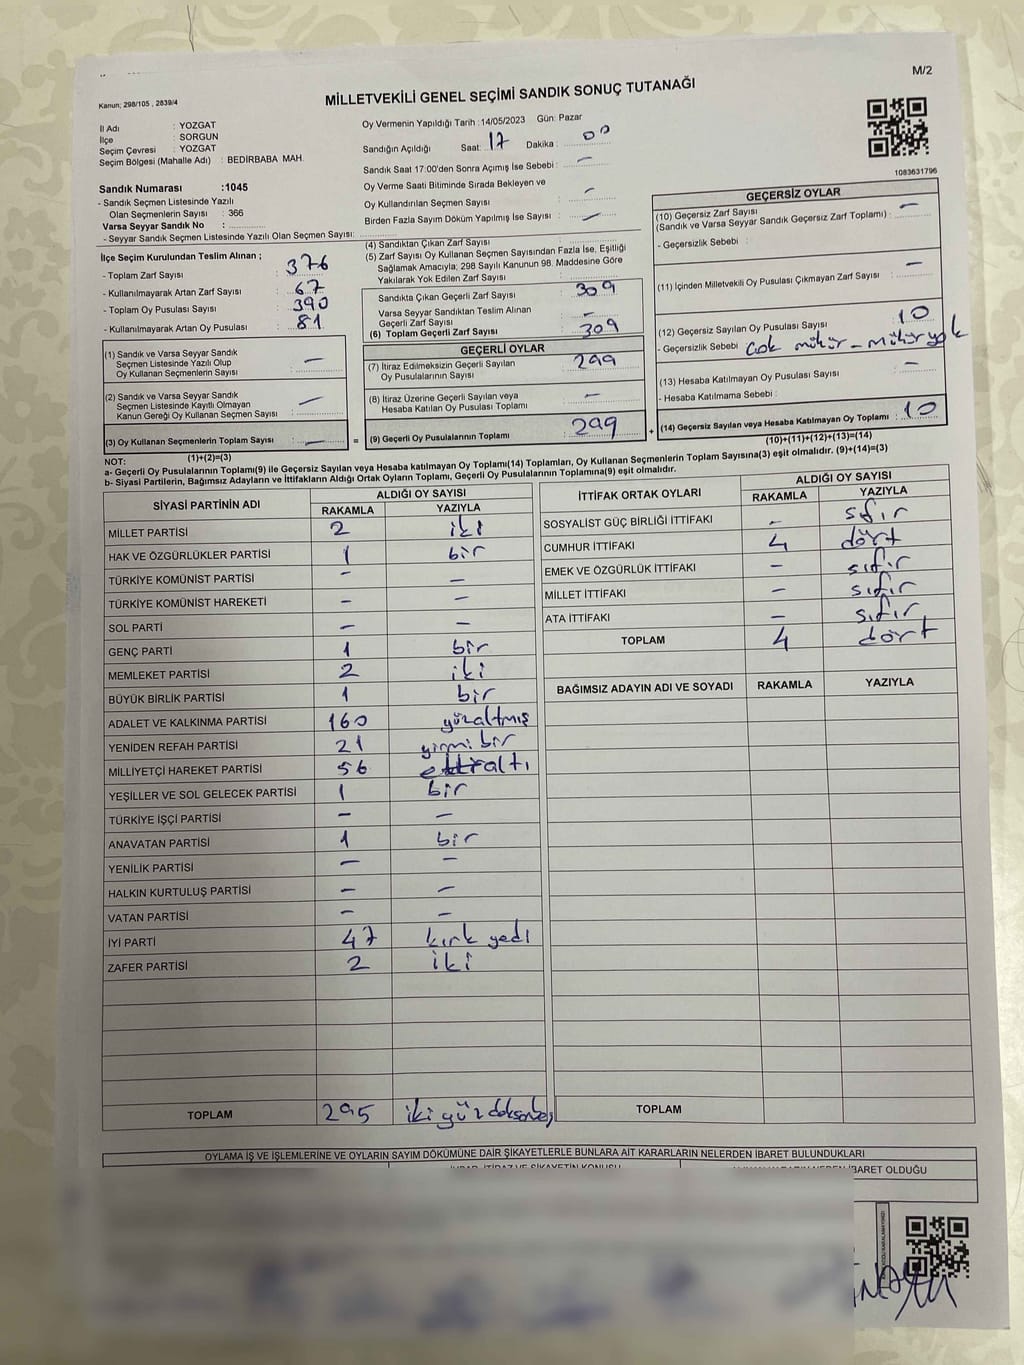 M/2
Kanun; 298/105 , 2839/4
MİLLETVEKİLİ GENEL SEÇİMİ SANDIK SONUÇ TUTANAĞI
İl Adı : YOZGAT
İlçe : SORGUN
Seçim Çevresi : YOZGAT
Seçim Bölgesi (Mahalle Adı) : BEDİRBABA MAH.
Sandık Numarası :1045
- Sandık Seçmen Listesinde Yazılı
Olan Seçmenlerin Sayısı : 366
Varsa Seyyar Sandık No :
- Seyyar Sandık Seçmen Listesinde Yazılı Olan Seçmen Sayısı:
Oy Vermenin Yapıldığı Tarih :14/05/2023 Gün: Pazar
Sandığın Açıldığı Saat: 17 Dakika : 00
Sandık Saat 17:00'den Sonra Açımış İse Sebebi : —
Oy Verme Saati Bitiminde Sırada Bekleyen ve
Oy Kullandırılan Seçmen Sayısı —
Birden Fazla Sayım Döküm Yapılmış İse Sayısı : —
1083631796
İlçe Seçim Kurulundan Teslim Alınan ;
- Toplam Zarf Sayısı : 376
- Kullanılmayarak Artan Zarf Sayısı : 67
- Toplam Oy Pusulası Sayısı : 390
- Kullanılmayarak Artan Oy Pusulası : 81
(1) Sandık ve Varsa Seyyar Sandık
Seçmen Listesinde Yazılı Olup
Oy Kullanan Seçmenlerin Sayısı : —
(2) Sandık ve Varsa Seyyar Sandık
Seçmen Listesinde Kayıtlı Olmayan
Kanun Gereği Oy Kullanan Seçmen Sayısı : —
(3) Oy Kullanan Seçmenlerin Toplam Sayısı : — =
(1)+(2)=(3)
(4) Sandıktan Çıkan Zarf Sayısı :
(5) Zarf Sayısı Oy Kullanan Seçmen Sayısından Fazla İse, Eşitliği
Sağlamak Amacıyla; 298 Sayılı Kanunun 98. Maddesine Göre
Yakılarak Yok Edilen Zarf Sayısı :
Sandıkta Çıkan Geçerli Zarf Sayısı : 309
Varsa Seyyar Sandıktan Teslim Alınan
Geçerli Zarf Sayısı : —
(6) Toplam Geçerli Zarf Sayısı : 309
GEÇERLİ OYLAR
(7) İtiraz Edilmeksizin Geçerli Sayılan
Oy Pusulalarının Sayısı : 299
(8) İtiraz Üzerine Geçerli Sayılan veya
Hesaba Katılan Oy Pusulası Toplamı : —
(9) Geçerli Oy Pusulalarının Toplamı : 299 +
GEÇERSİZ OYLAR
(10) Geçersiz Zarf Sayısı
(Sandık ve Varsa Seyyar Sandık Geçersiz Zarf Toplamı) : —
- Geçersizlik Sebebi :
(11) İçinden Milletvekili Oy Pusulası Çıkmayan Zarf Sayısı : —
(12) Geçersiz Sayılan Oy Pusulası Sayısı : 10
- Geçersizlik Sebebi Çok mühür - mühür yok
(13) Hesaba Katılmayan Oy Pusulası Sayısı : —
- Hesaba Katılmama Sebebi :
(14) Geçersiz Sayılan veya Hesaba Katılmayan Oy Toplamı : 10
(10)+(11)+(12)+(13)=(14)
NOT:
a- Geçerli Oy Pusulalarının Toplamı(9) ile Geçersiz Sayılan veya Hesaba katılmayan Oy Toplamı(14) Toplamları, Oy Kullanan Seçmenlerin Toplam Sayısına(3) eşit olmalıdır. (9)+(14)=(3)
b- Siyasi Partilerin, Bağımsız Adayların ve İttifakların Aldığı Ortak Oyların Toplamı, Geçerli Oy Pusulalarının Toplamına(9) eşit olmalıdır.
SİYASİ PARTİNİN ADI ALDIĞI OY SAYISI
RAKAMLA YAZIYLA
MİLLET PARTİSİ 2 iki
HAK VE ÖZGÜRLÜKLER PARTİSİ 1 bir
TÜRKİYE KOMÜNİST PARTİSİ — —
TÜRKİYE KOMÜNİST HAREKETİ — —
SOL PARTİ — —
GENÇ PARTİ 1 bir
MEMLEKET PARTİSİ 2 iki
BÜYÜK BİRLİK PARTİSİ 1 bir
ADALET VE KALKINMA PARTİSİ 160 yüzaltmış
YENİDEN REFAH PARTİSİ 21 yirmi bir
MİLLİYETÇİ HAREKET PARTİSİ 56 altı
YEŞİLLER VE SOL GELECEK PARTİSİ 1 bir
TÜRKİYE İŞÇİ PARTİSİ — —
ANAVATAN PARTİSİ 1 bir
YENİLİK PARTİSİ — —
HALKIN KURTULUŞ PARTİSİ — —
VATAN PARTİSİ — —
İYİ PARTİ 47 kırk yedi
ZAFER PARTİSİ 2 iki
TOPLAM 295 iki yüz doksanbeş
İTTİFAK ORTAK OYLARI ALDIĞI OY SAYISI
RAKAMLA YAZIYLA
SOSYALİST GÜÇ BİRLİĞİ İTTİFAKI — sıfır
CUMHUR İTTİFAKI 4 dört
EMEK VE ÖZGÜRLÜK İTTİFAKI — sıfır
MİLLET İTTİFAKI — sıfır
ATA İTTİFAKI — sıfır
TOPLAM 4 dört
BAĞIMSIZ ADAYIN ADI VE SOYADI RAKAMLA YAZIYLA
TOPLAM
OYLAMA İŞ VE İŞLEMLERİNE VE OYLARIN SAYIM DÖKÜMÜNE DAİR ŞİKAYETLERLE BUNLARA AİT KARARLARIN NELERDEN İBARET BULUNDUKLARI
İTİRAZ VE ŞİKAYETİN KONUSU
İBARET OLDUĞU